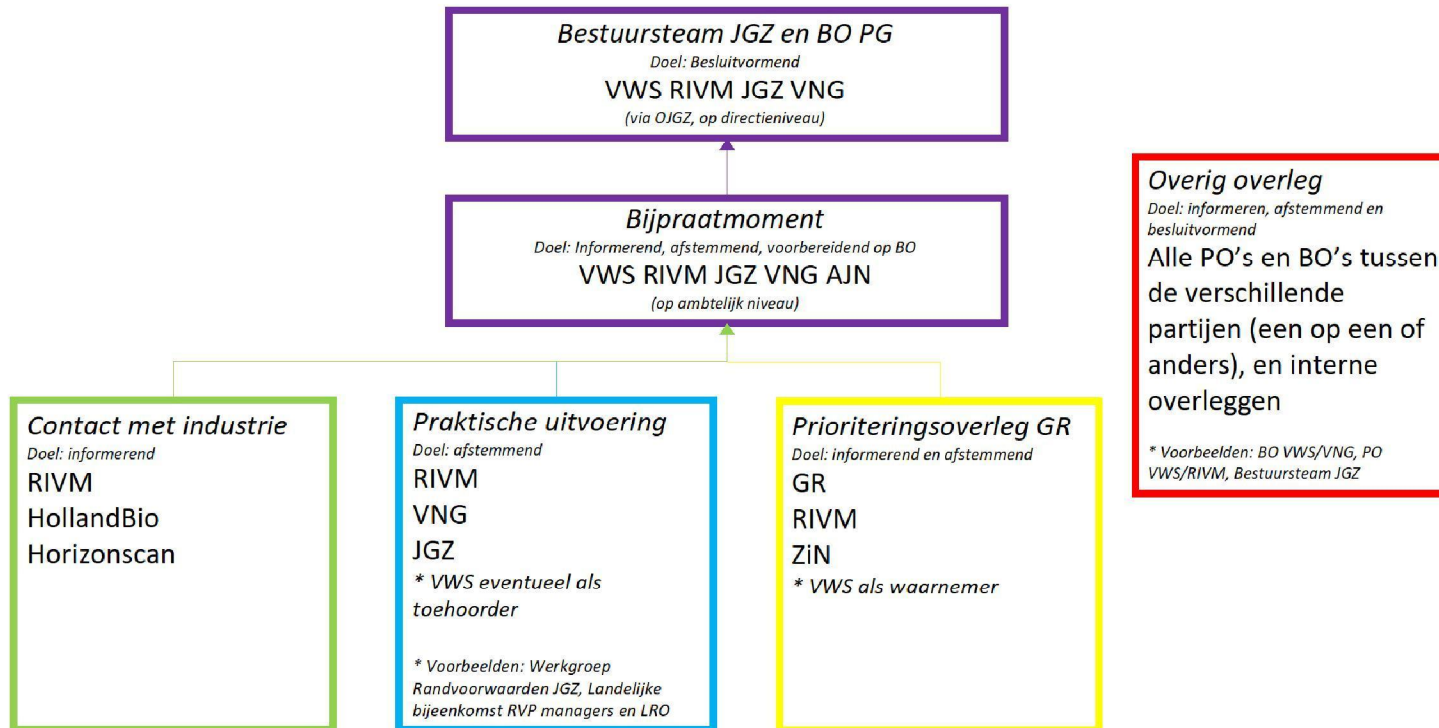 Bestuursteam JGZ en BO PG
Doel: Besluitvormend
VWS RIVM JGZ VNG
(via OJGZ, op directieniveau)
Bijpraatmoment
Doel: Informerend, afstemmend, voorbereidend op BO
VWS RIVM JGZ VNG AJN
(op ambtelijk niveau)
Contact met industrie
Doel: informerend
RIVM
HollandBio
Horizonscan
Praktische uitvoering
Doel: afstemmend
RIVM
VNG
JGZ
* VWS eventueel als
toehoorder
* Voorbeelden: Werkgroep
Randvoorwaarden JGZ, Landelijke
bijeenkomst RVP managers en LRO
Prioriteringsoverleg GR
Doel: informerend en afstemmend
GR
RIVM
ZiN
* VWS als waarnemer
Overig overleg
Doel: informeren, afstemmend en
besluitvormend
Alle PO's en BO's tussen
de verschillende
partijen (een op een of
anders), en interne
overleggen
* Voorbeelden: BO VWS/VNG, PO
VWS/RIVM, Bestuursteam JGZ